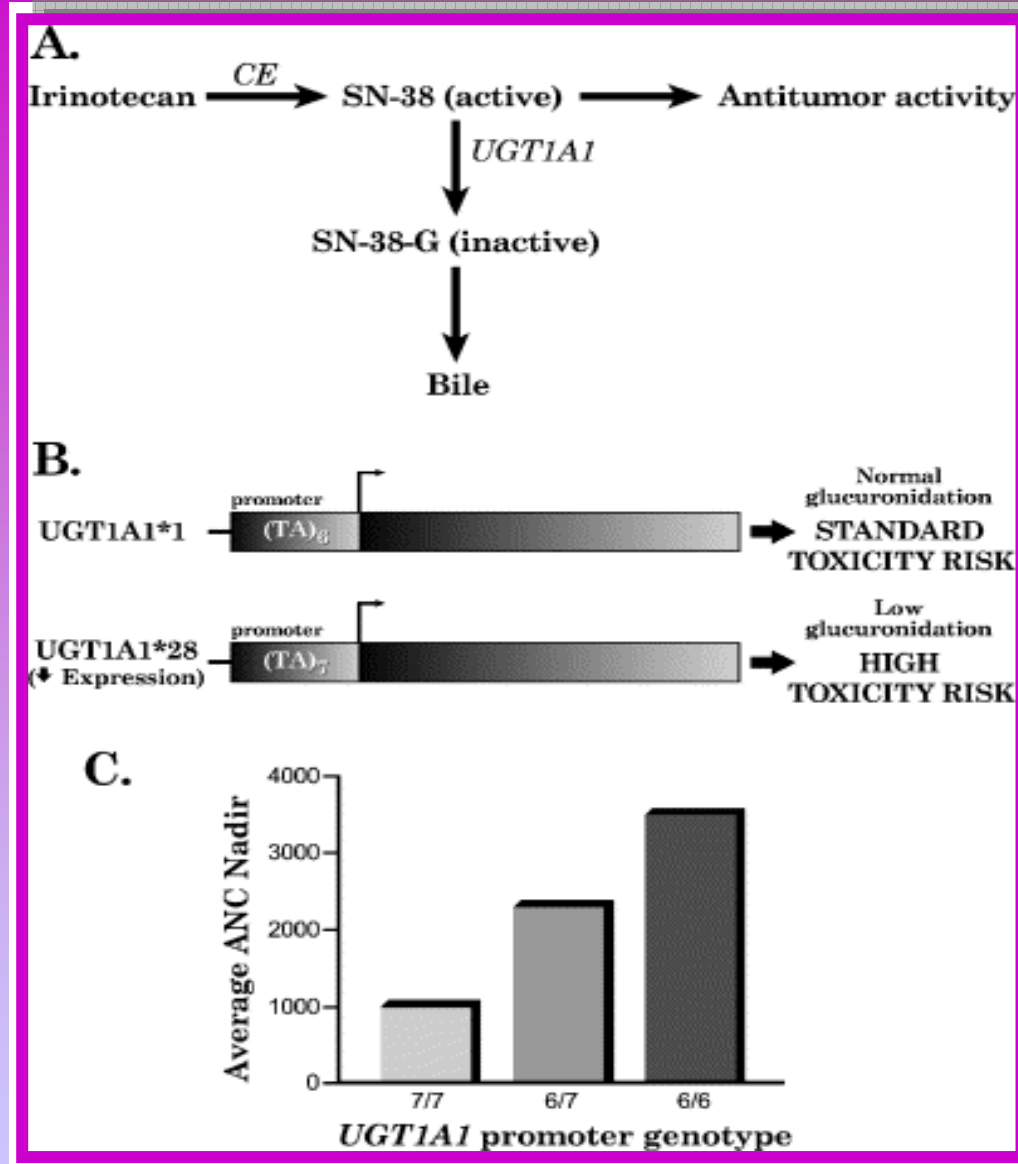 A.
CE
Irinotecan SN-38 (active) Antitumor activity
UGT1A1
SN-38-G (inactive)
Bile
B.
promoter
UGT1A1*1
(TA)6
Normal
glucuronidation
STANDARD
TOXICITY RISK
promoter
UGT1A1*28
(🡇 Expression)
(TA)7
Low
glucuronidation
HIGH
TOXICITY RISK
C.
Average ANC Nadir
4000
3000
2000
1000
0
7/7 6/7 6/6
UGT1A1 promoter genotype